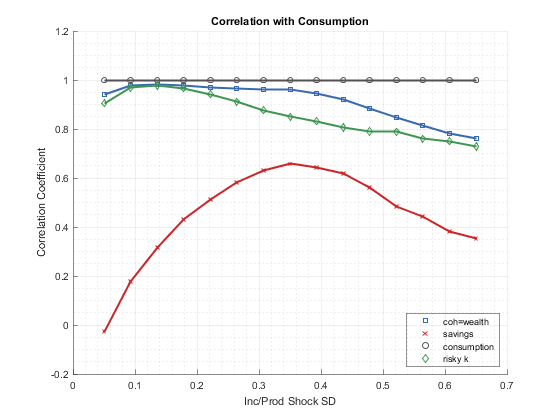 Correlation with Consumption
1.2
1
0.8
0.6
0.4
0.2
0
-0.2
Correlation Coefficient
0
0.1
0.2
0.3
0.4
0.5
0.6
0.7
Inc/Prod Shock SD
coh=wealth
savings
consumption
risky k